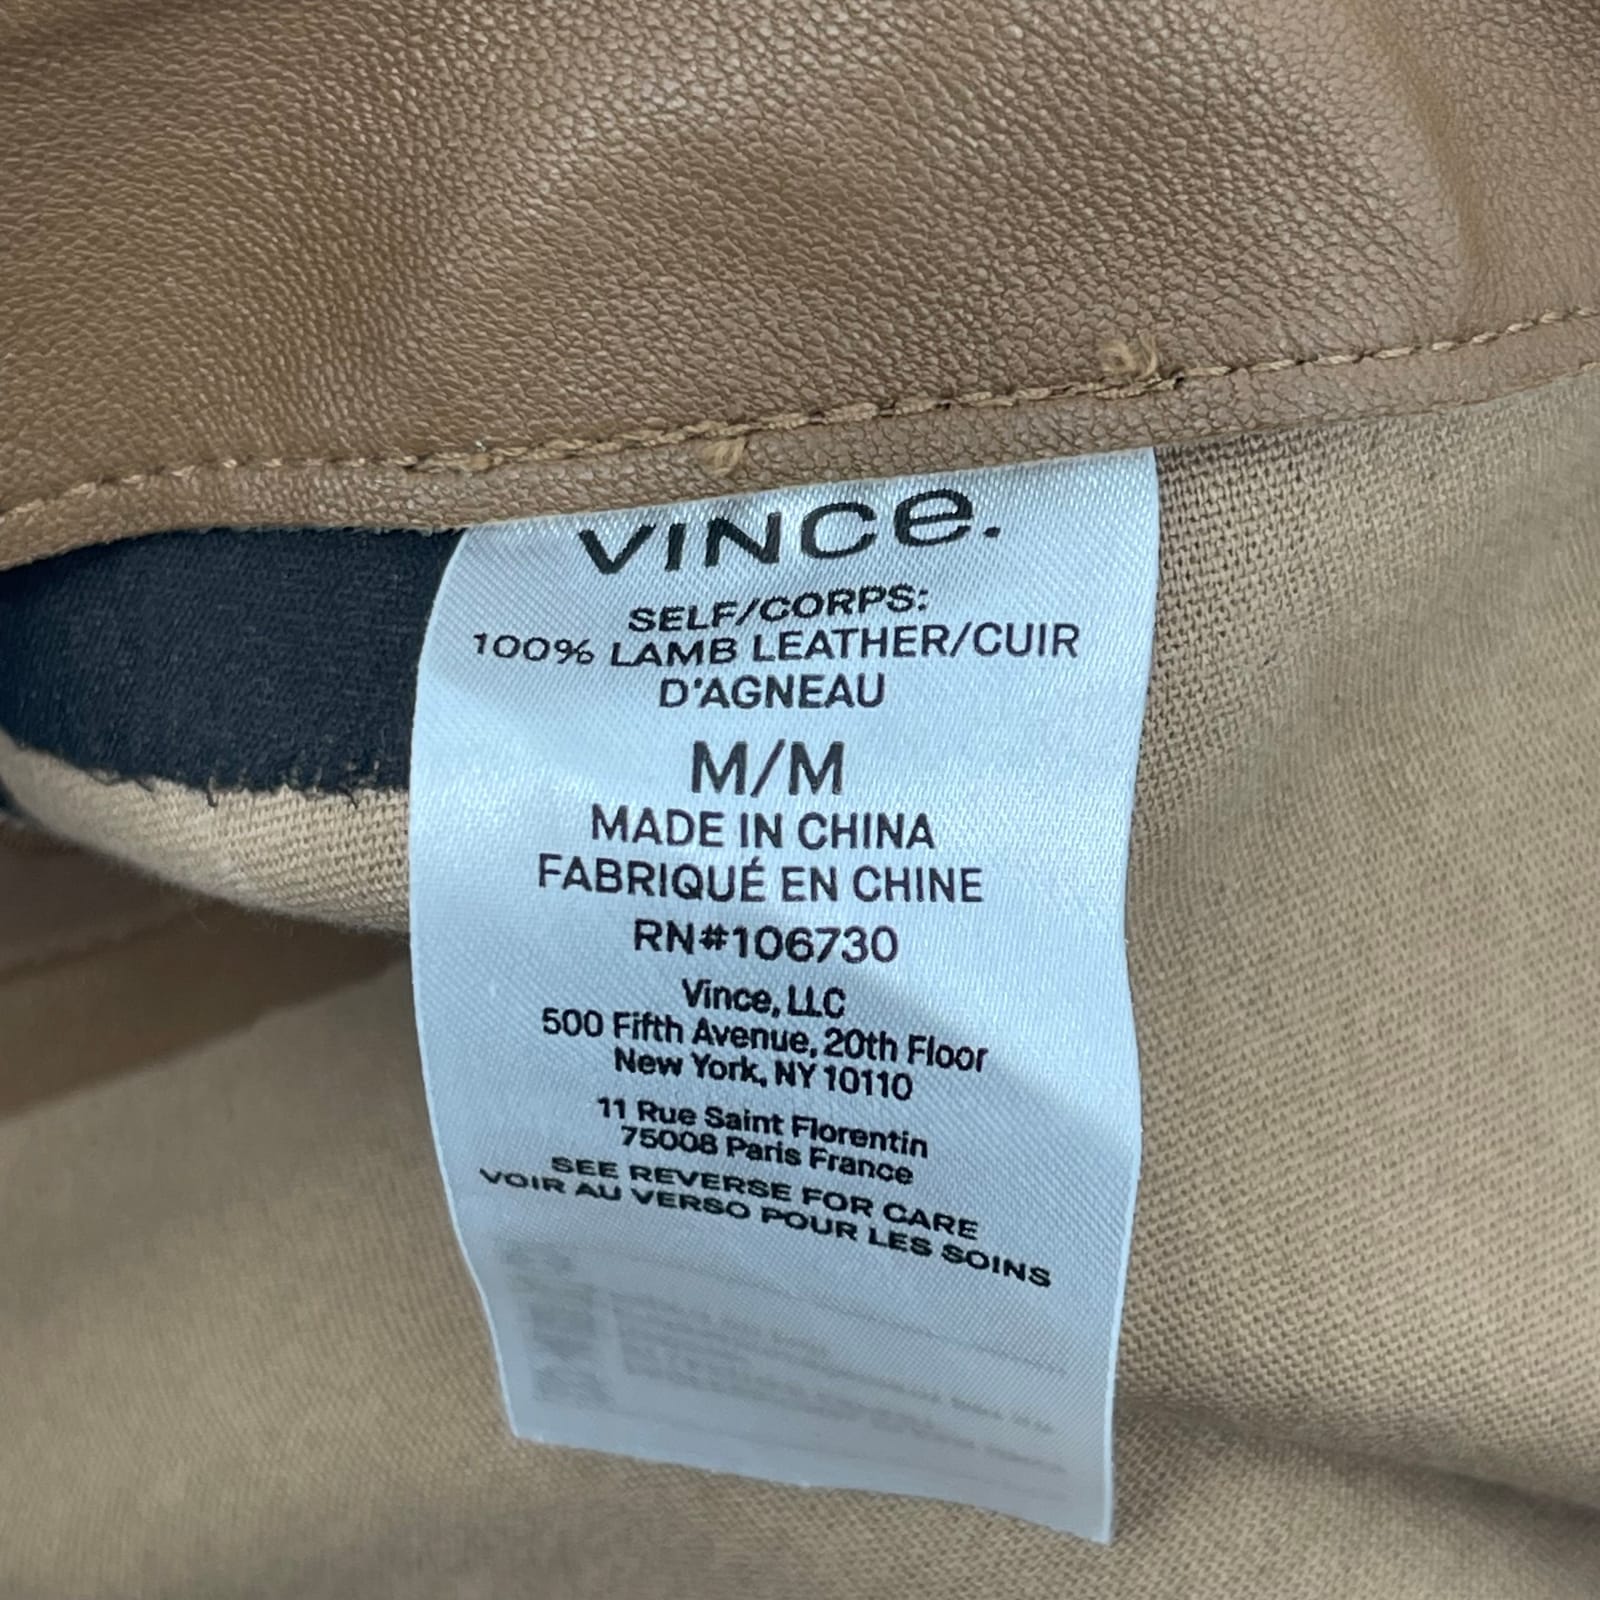 VINCE.
SELF/CORPS:
100% LAMB LEATHER/CUIR
D'AGNEAU
M/M
MADE IN CHINA
FABRIQUÉ EN CHINE
RN#106730
Vince, LLC
500 Fifth Avenue, 20th Floor
New York, NY 10110
11 Rue Saint Florentin
75008 Paris France
SEE REVERSE FOR CARE
VOIR AU VERSO POUR LES SOINS